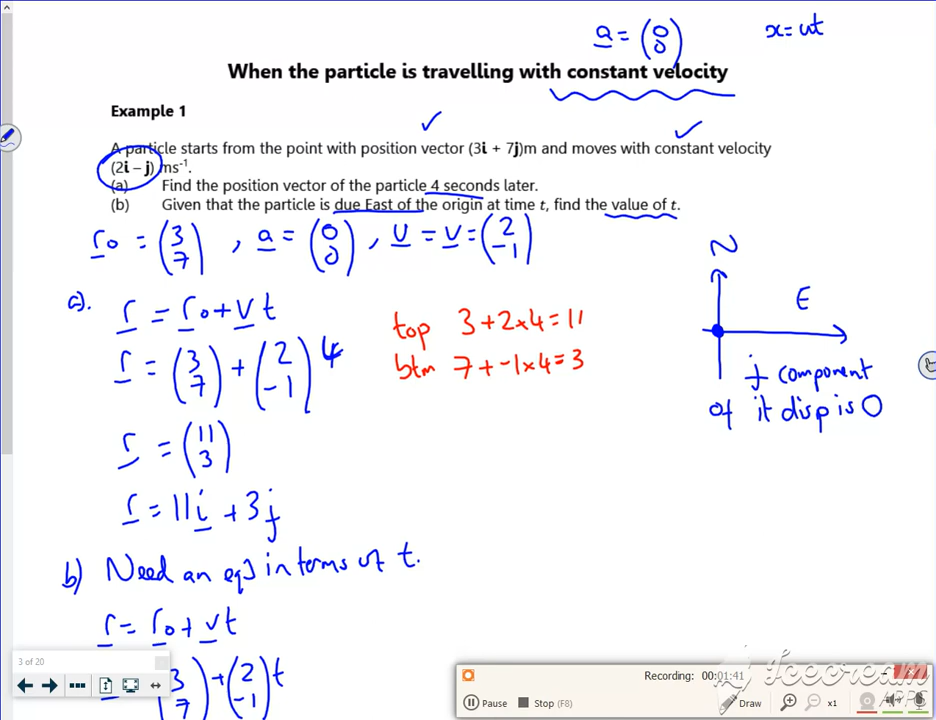 a = (0 0) x = ut
When the particle is travelling with constant velocity
Example 1
A particle starts from the point with position vector (3i + 7j)m and moves with constant velocity
(2i – j) ms⁻¹.
(a) Find the position vector of the particle 4 seconds later.
(b) Given that the particle is due East of the origin at time t, find the value of t.
r₀ = (3 7), a = (0 0), u = v = (2 -1)
N
E
a). r = r₀ + v t
top 3+2×4=11
r = (3 7) + (2 -1) 4
btm 7+-1×4=3
j component
of it disp is 0
r = (11 3)
r = 11i + 3j
b) Need an eqn in terms of t.
r = r₀ + vt
3 of 20
(3 7) + (2 -1) t
Recording: 00:01:41
Pause Stop (F8) Draw x1
Icecream
APPS